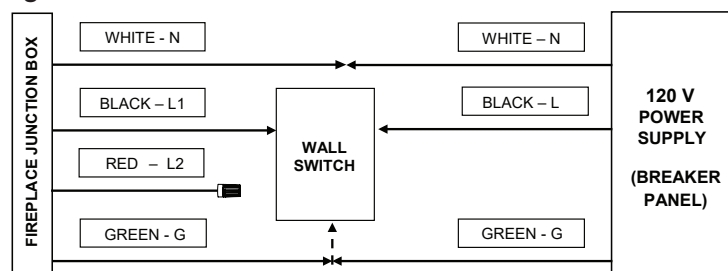 FIREPLACE JUNCTION BOX
WHITE - N
WHITE – N
BLACK – L1
BLACK – L
RED – L2
WALL
SWITCH
GREEN - G
GREEN - G
120 V
POWER
SUPPLY
(BREAKER
PANEL)